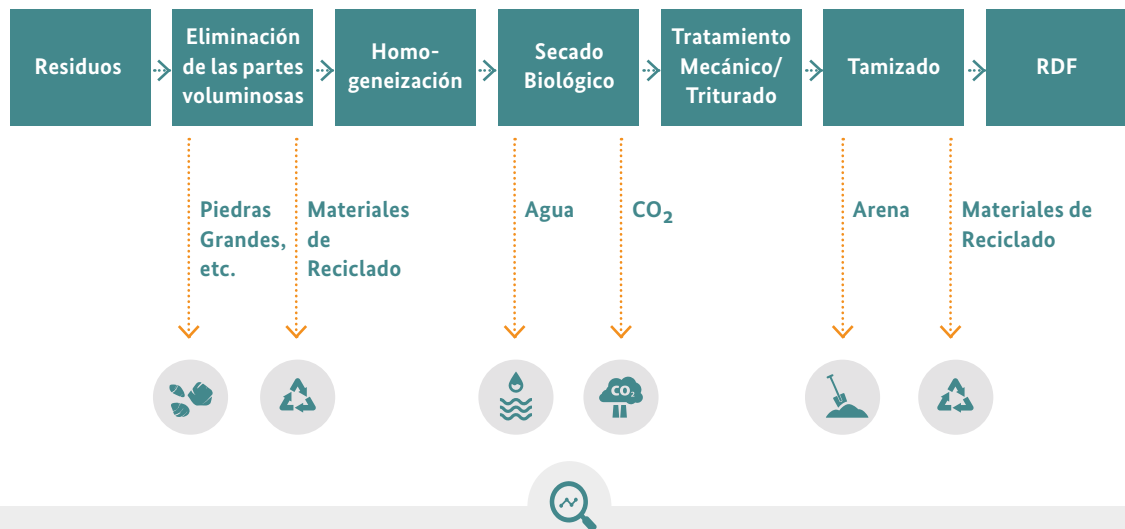 Residuos
Eliminación
de las partes
voluminosas
Homo-
geneización
Secado
Biológico
Tratamiento
Mecánico/
Triturado
Tamizado
RDF
Piedras
Grandes,
etc.
Materiales
de
Reciclado
Agua
CO₂
Arena
Materiales de
Reciclado
CO₂